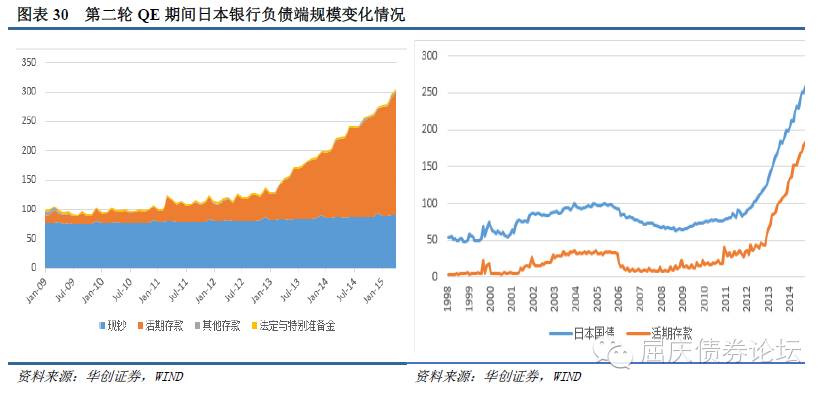 图表 30 第二轮 QE 期间日本银行负债端规模变化情况
350
300
250
200
150
100
50
0
Jan-09
Jul-09
Jan-10
Jul-10
Jan-11
Jul-11
Jan-12
Jul-12
Jan-13
Jul-13
Jan-14
Jul-14
Jan-15
现钞 活期存款 其他存款 法定与特别准备金
300
250
200
150
100
50
0
1998
1999
2000
2001
2002
2003
2004
2005
2006
2007
2008
2009
2010
2011
2012
2013
2014
日本国债 活期存款
屈庆债券论坛
资料来源：华创证券，WIND
资料来源：华创证券，WIND